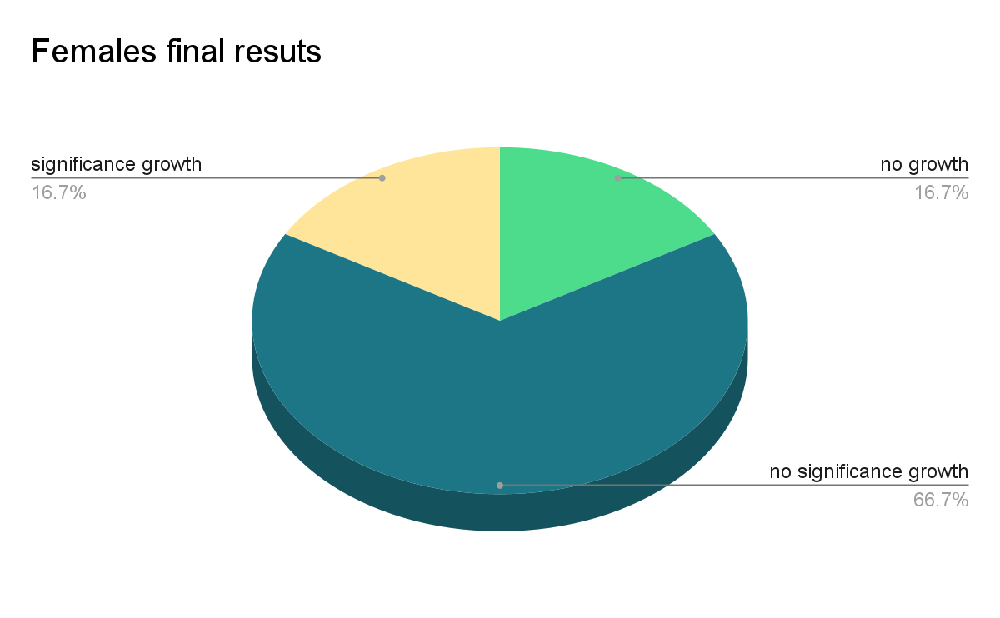 Females final resuts
significance growth
16.7%
no growth
16.7%
no significance growth
66.7%